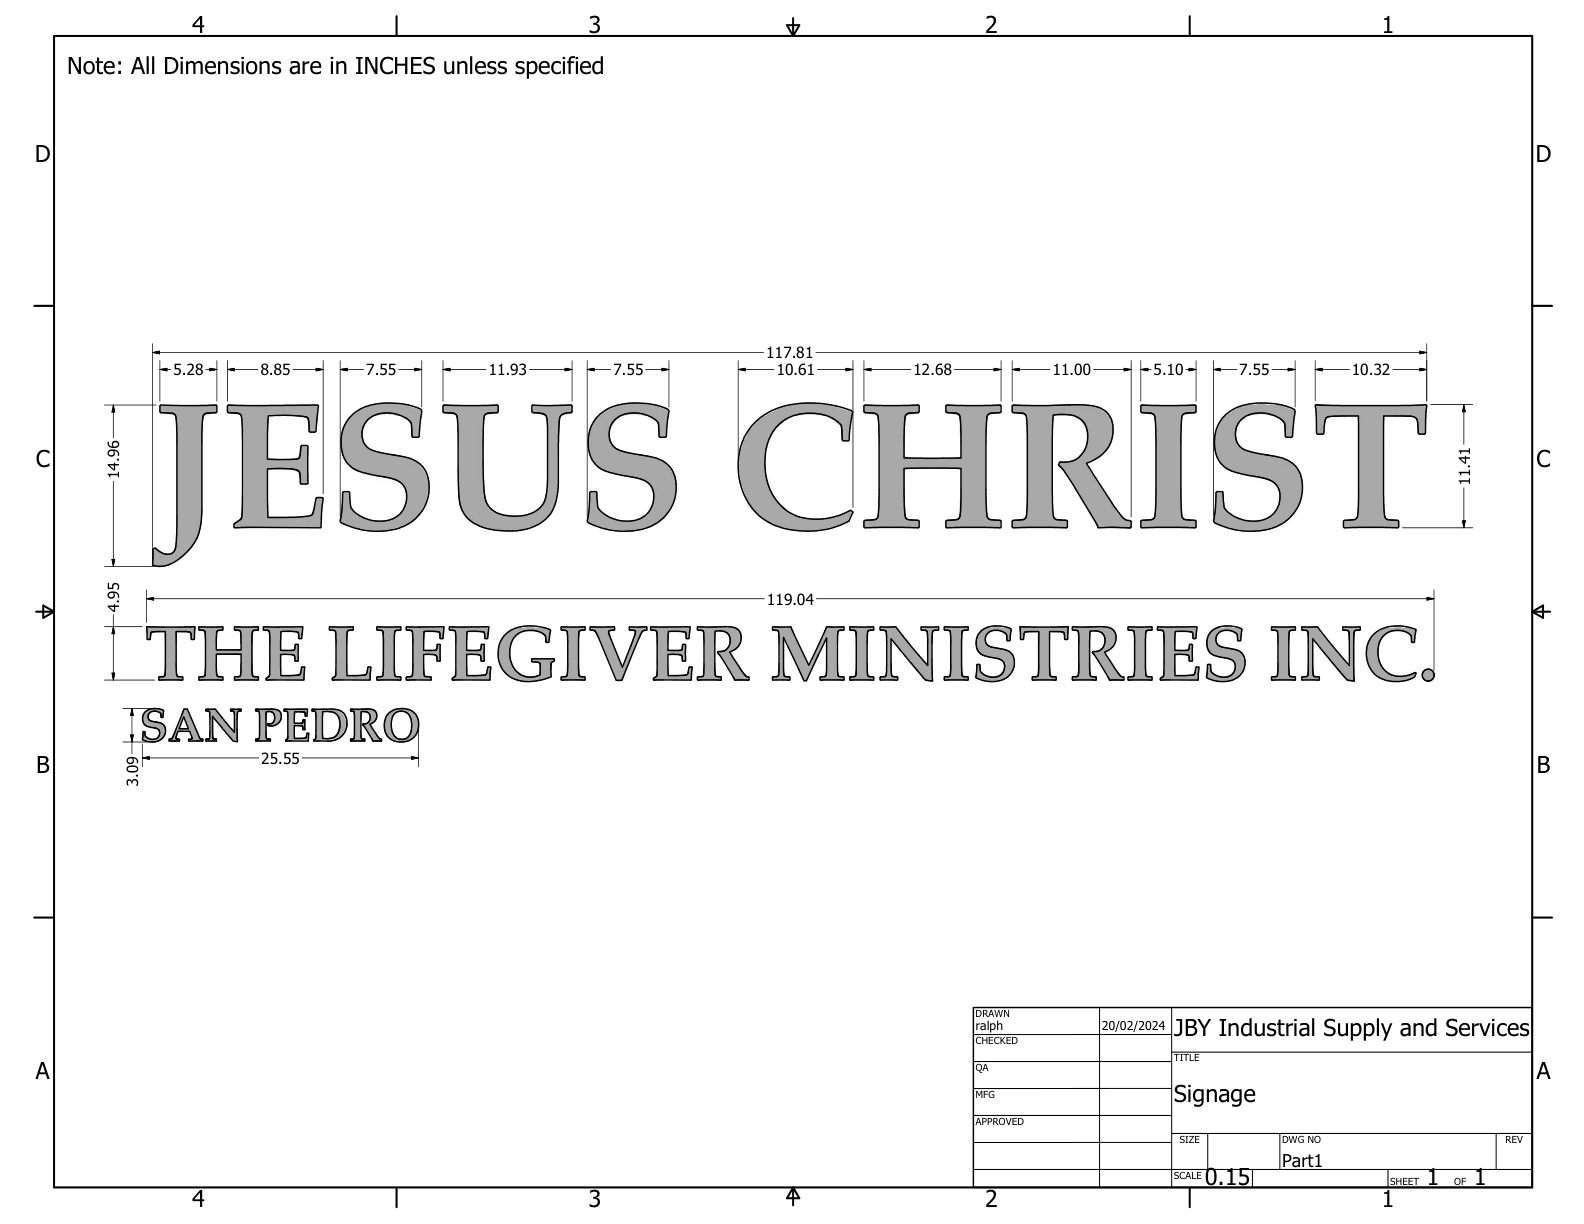 4 3 2 1
Note: All Dimensions are in INCHES unless specified
D D
117.81
5.28 8.85 7.55 11.93 7.55 10.61 12.68 11.00 5.10 7.55 10.32
JESUS CHRIST
14.96 11.41
C C
4.95
119.04
THE LIFEGIVER MINISTRIES INC.
SAN PEDRO
3.09
25.55
B B
DRAWN
ralph 20/02/2024
JBY Industrial Supply and Services
CHECKED
TITLE
QA
Signage
MFG
APPROVED
A A
SIZE DWG NO REV
Part1
SCALE 0.15 SHEET 1 OF 1
4 3 2 1